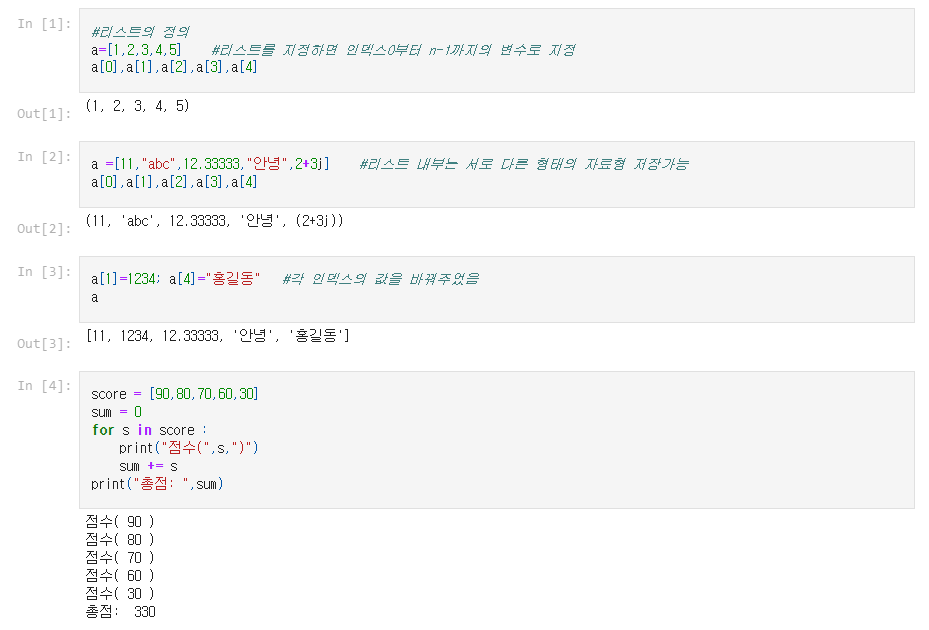 In [1]:
#리스트의 정의
a=[1,2,3,4,5] #리스트를 지정하면 인덱스0부터 n-1까지의 변수로 지정
a[0],a[1],a[2],a[3],a[4]
Out[1]:
(1, 2, 3, 4, 5)
In [2]:
a =[11,"abc",12.33333,"안녕",2+3j] #리스트 내부는 서로 다른 형태의 자료형 저장가능
a[0],a[1],a[2],a[3],a[4]
Out[2]:
(11, 'abc', 12.33333, '안녕', (2+3j))
In [3]:
a[1]=1234; a[4]="홍길동" #각 인덱스의 값을 바꿔주었음
a
Out[3]:
[11, 1234, 12.33333, '안녕', '홍길동']
In [4]:
score = [90,80,70,60,30]
sum = 0
for s in score :
    print("점수(",s,")")
    sum += s
print("총점: ",sum)
점수( 90 )
점수( 80 )
점수( 70 )
점수( 60 )
점수( 30 )
총점:  330